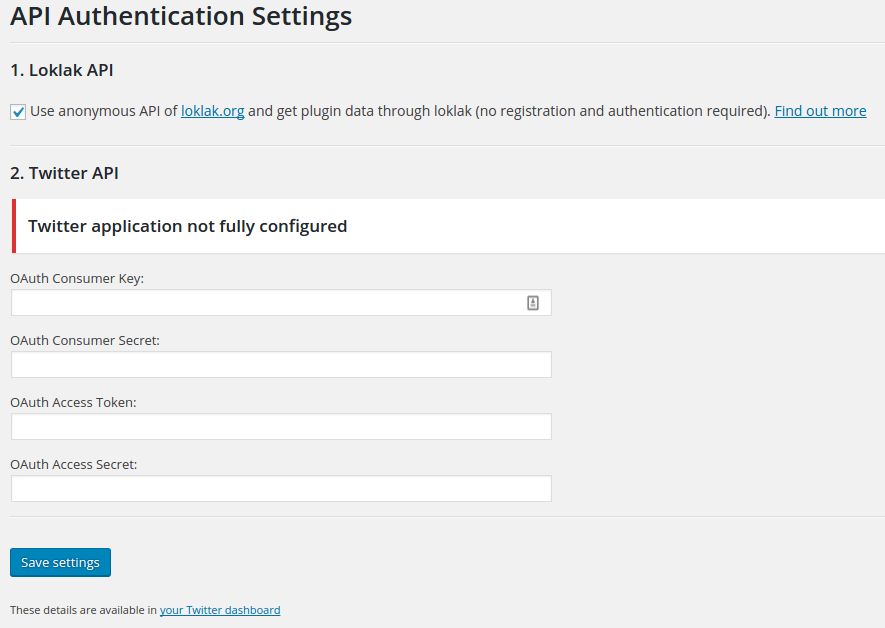 API Authentication Settings
1. Loklak API
Use anonymous API of loklak.org and get plugin data through loklak (no registration and authentication required). Find out more
2. Twitter API
Twitter application not fully configured
OAuth Consumer Key:
OAuth Consumer Secret:
OAuth Access Token:
OAuth Access Secret:
Save settings
These details are available in your Twitter dashboard